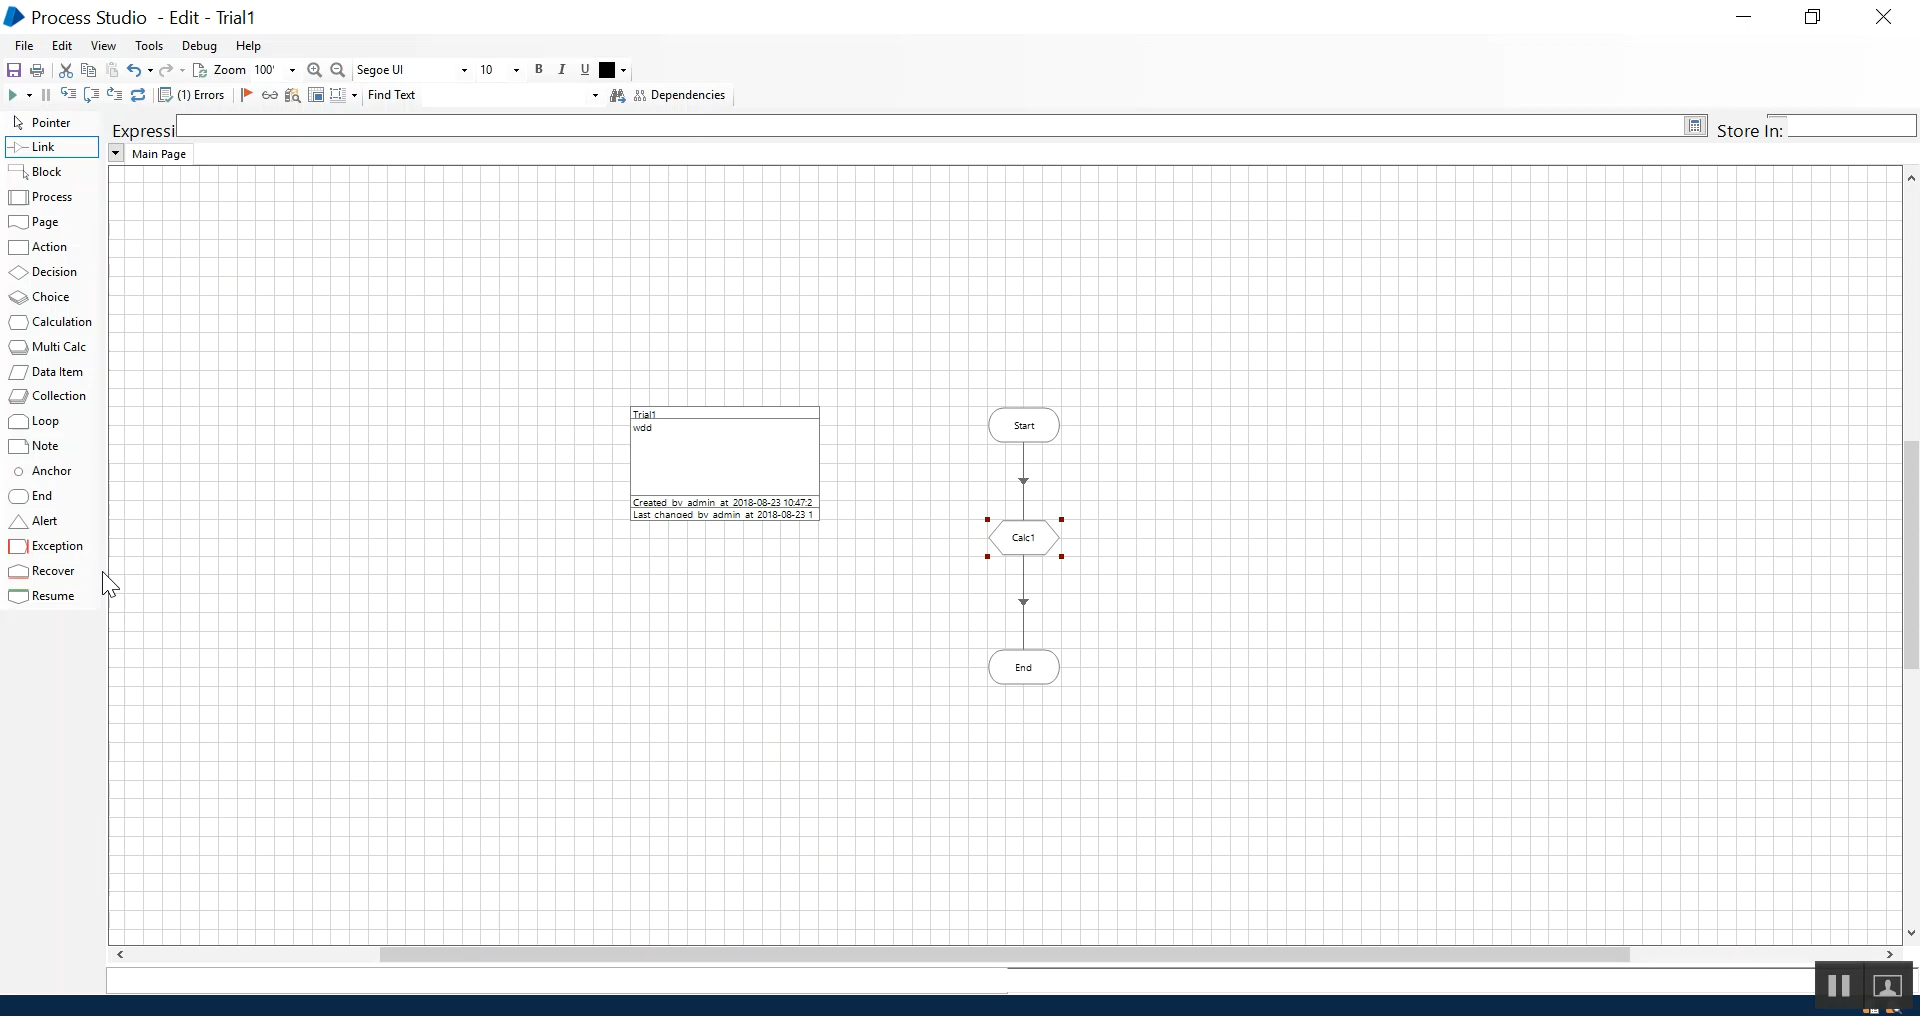 Process Studio - Edit - Trial1
File Edit View Tools Debug Help
Zoom 100' Segoe UI 10 B I U
(1) Errors Find Text Dependencies
Pointer
Expressi Store In:
Link
Main Page
Block
Process
Page
Action
Decision
Choice
Calculation
Multi Calc
Data Item
Collection
Loop
Note
Anchor
End
Alert
Exception
Recover
Resume
Trial1
wdd
Created by admin at 2018-08-23 10:47:2
Last changed by admin at 2018-08-23 1
Start
Calc1
End